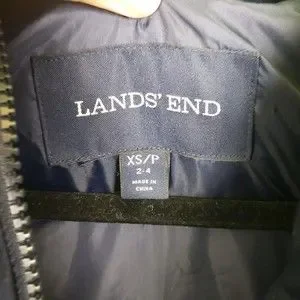 LANDS' END
XS/P
2-4
MADE IN
CHINA